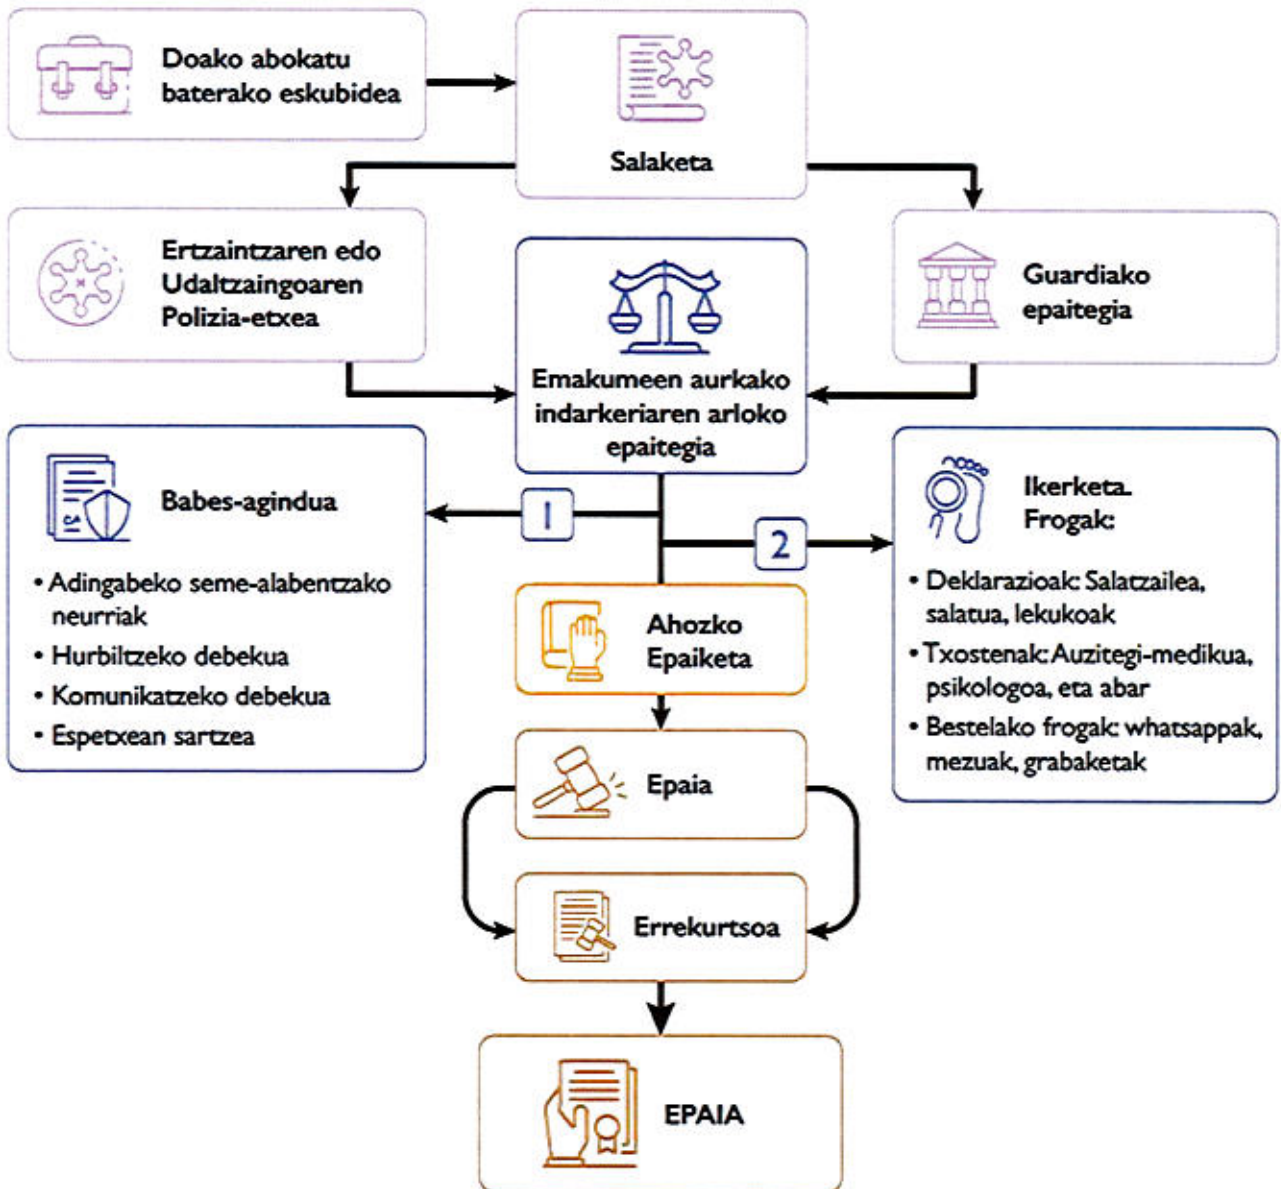 Doako abokatu
baterako eskubidea
Salaketa
Ertzaintzaren edo
Udaltzaingoaren
Polizia-etxea
Guardiako
epaitegia
Emakumeen aurkako
indarkeriaren arloko
epaitegia
1
Babes-agindua
• Adingabeko seme-alabentzako
neurriak
• Hurbiltzeko debekua
• Komunikatzeko debekua
• Espetxean sartzea
2
Ikerketa.
Frogak:
• Deklarazioak: Salatzailea,
salatua, lekukoak
• Txostenak: Auzitegi-medikua,
psikologoa, eta abar
• Bestelako frogak: whatsappak,
mezuak, grabaketak
Ahozko
Epaiketa
Epaia
Errekurtsoa
EPAIA